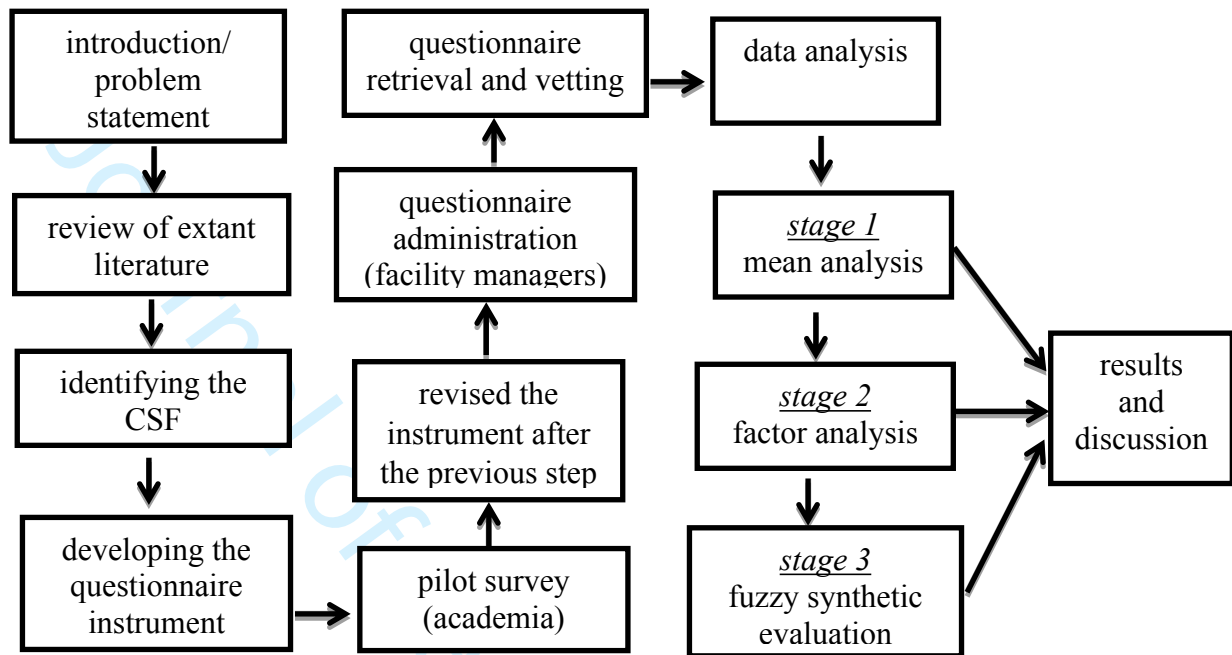 introduction/
problem
statement
review of extant
literature
identifying the
CSF
developing the
questionnaire
instrument
pilot survey
(academia)
revised the
instrument after
the previous step
questionnaire
administration
(facility managers)
questionnaire
retrieval and vetting
data analysis
stage 1
mean analysis
stage 2
factor analysis
stage 3
fuzzy synthetic
evaluation
results
and
discussion